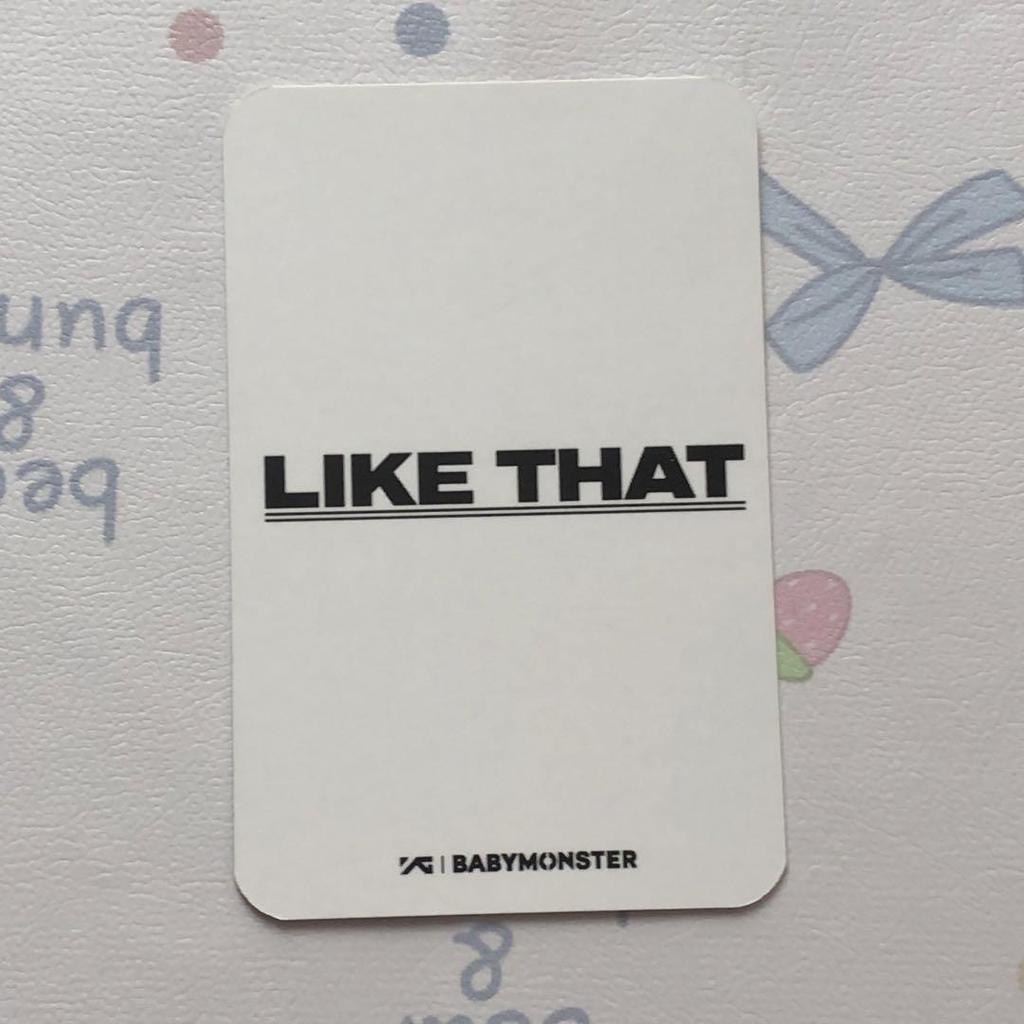 LIKE THAT
YG | BABYMONSTER
&
&